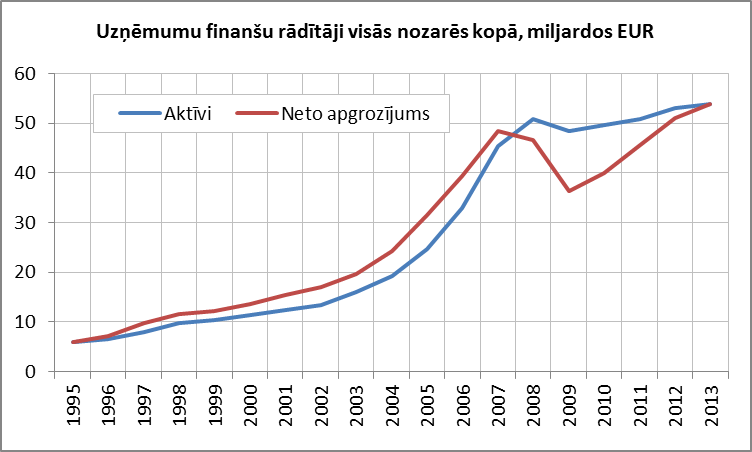 Uzņēmumu finanšu rādītāji visās nozarēs kopā, miljardos EUR
60
50
40
30
20
10
0
Aktīvi Neto apgrozījums
1995 1996 1997 1998 1999 2000 2001 2002 2003 2004 2005 2006 2007 2008 2009 2010 2011 2012 2013